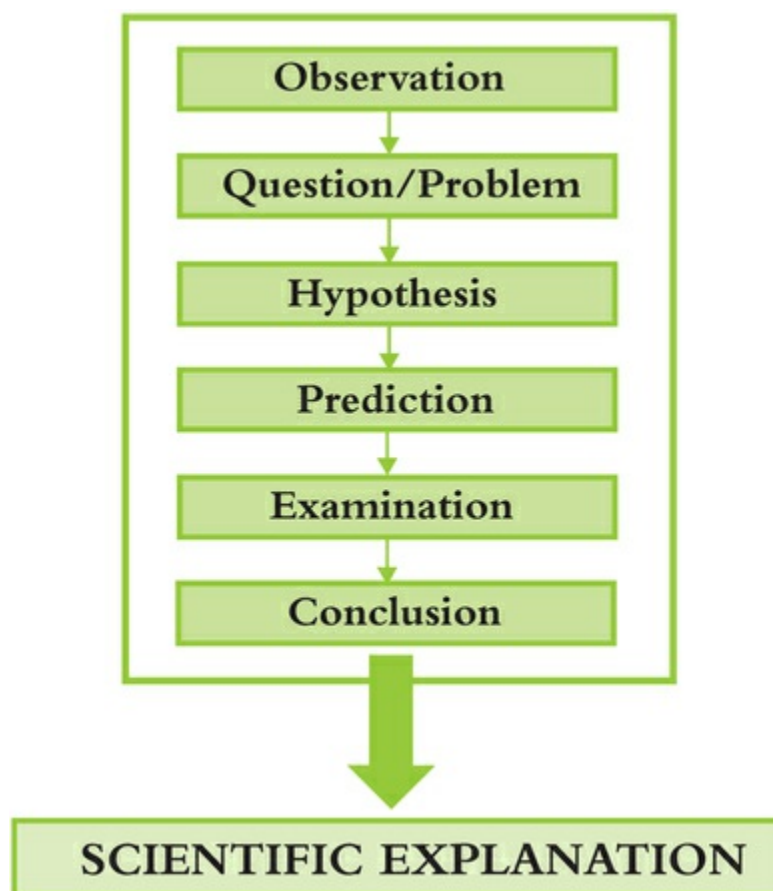 Observation
Question/Problem
Hypothesis
Prediction
Examination
Conclusion
SCIENTIFIC EXPLANATION